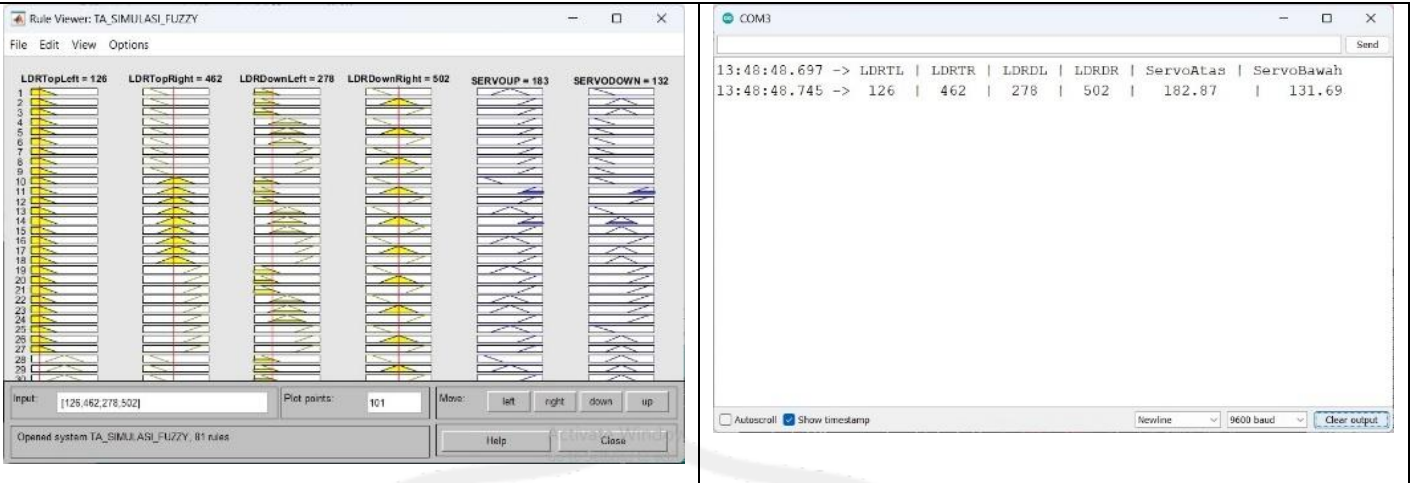 Rule Viewer: TA_SIMULASI_FUZZY
File Edit View Options
LDRTopLeft = 126 LDRTopRight = 462 LDRDownLeft = 278 LDRDownRight = 502 SERVOUP = 183 SERVODOWN = 132
1
2
3
4
5
6
7
8
9
10
11
12
13
14
15
16
17
18
19
20
21
22
23
24
25
26
27
28
29
30
Input: [126,462,278,502] Plot points: 101 Move: left right down up
Opened system TA_SIMULASI_FUZZY, 81 rules Help Close
Activate Windows
COM3
Send
13:48:48.697 -> LDRTL | LDRTR | LDRDL | LDRDR | ServoAtas | ServoBawah
13:48:48.745 -> 126 | 462 | 278 | 502 | 182.87 | 131.69
Autoscroll Show timestamp Newline 9600 baud Clear output